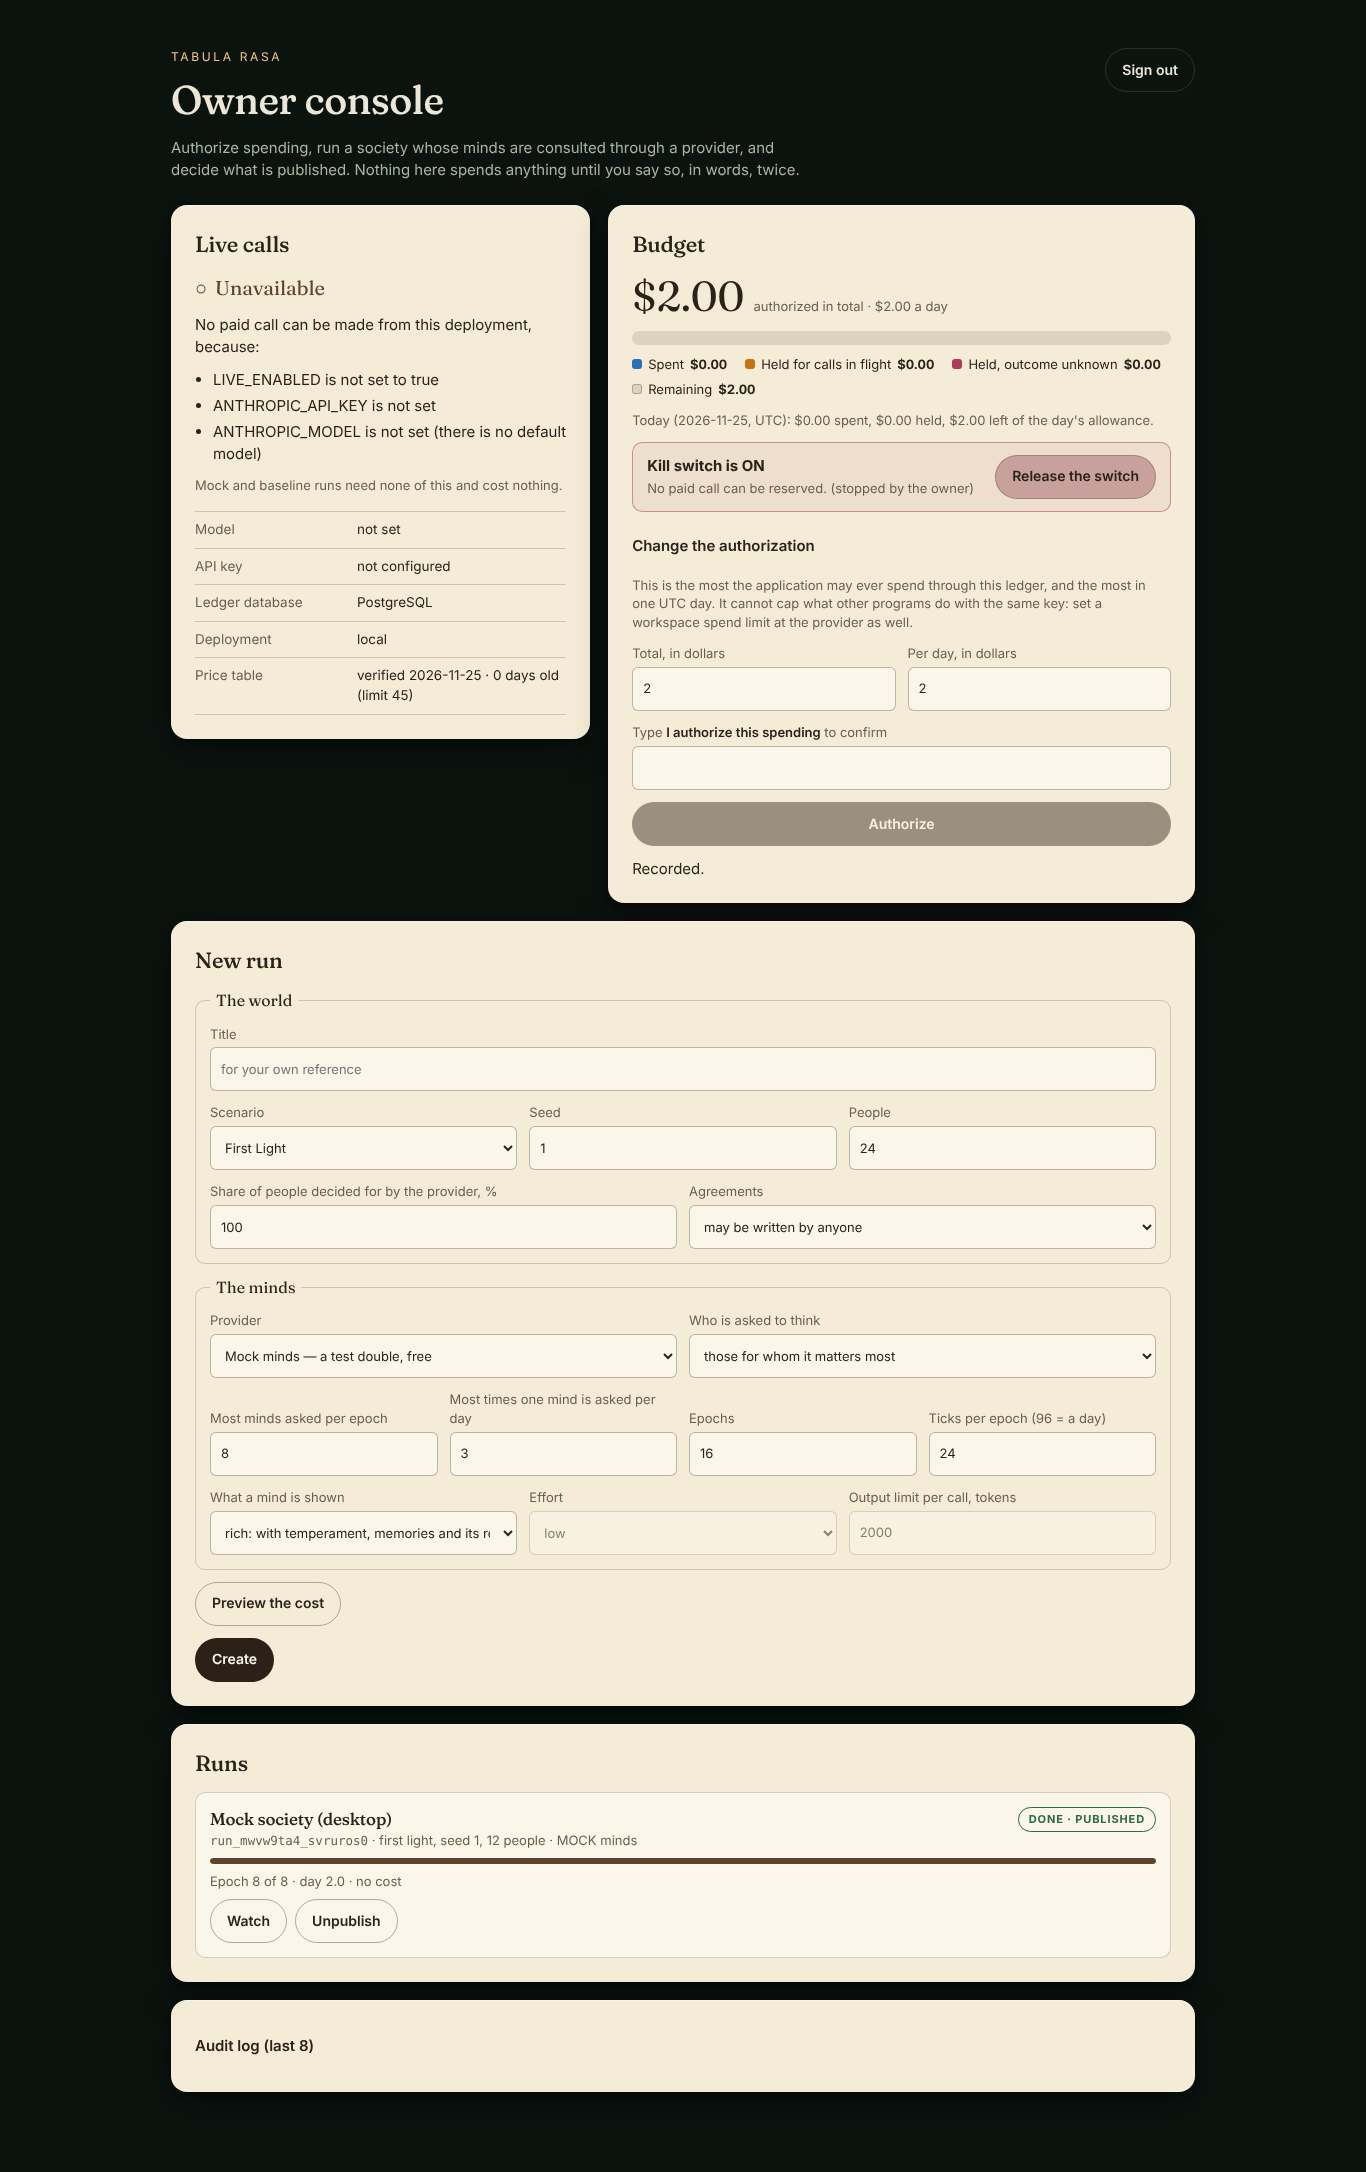 TABULA RASA
Owner console
Sign out
Authorize spending, run a society whose minds are consulted through a provider, and
decide what is published. Nothing here spends anything until you say so, in words, twice.
Live calls
Unavailable
No paid call can be made from this deployment,
because:
• LIVE_ENABLED is not set to true
• ANTHROPIC_API_KEY is not set
• ANTHROPIC_MODEL is not set (there is no default
model)
Mock and baseline runs need none of this and cost nothing.
Model not set
API key not configured
Ledger database PostgreSQL
Deployment local
Price table verified 2026-11-25 · 0 days old
(limit 45)
Budget
$2.00 authorized in total · $2.00 a day
Spent $0.00 Held for calls in flight $0.00 Held, outcome unknown $0.00
Remaining $2.00
Today (2026-11-25, UTC): $0.00 spent, $0.00 held, $2.00 left of the day's allowance.
Kill switch is ON
No paid call can be reserved. (stopped by the owner)
Release the switch
Change the authorization
This is the most the application may ever spend through this ledger, and the most in
one UTC day. It cannot cap what other programs do with the same key: set a
workspace spend limit at the provider as well.
Total, in dollars Per day, in dollars
2 2
Type I authorize this spending to confirm
Authorize
Recorded.
New run
The world
Title
for your own reference
Scenario Seed People
First Light 1 24
Share of people decided for by the provider, % Agreements
100 may be written by anyone
The minds
Provider Who is asked to think
Mock minds — a test double, free those for whom it matters most
Most minds asked per epoch Most times one mind is asked per
day Epochs Ticks per epoch (96 = a day)
8 3 16 24
What a mind is shown Effort Output limit per call, tokens
rich: with temperament, memories and its low 2000
Preview the cost
Create
Runs
Mock society (desktop) DONE · PUBLISHED
run_mwvw9ta4_svruros0 · first light, seed 1, 12 people · MOCK minds
Epoch 8 of 8 · day 2.0 · no cost
Watch Unpublish
Audit log (last 8)